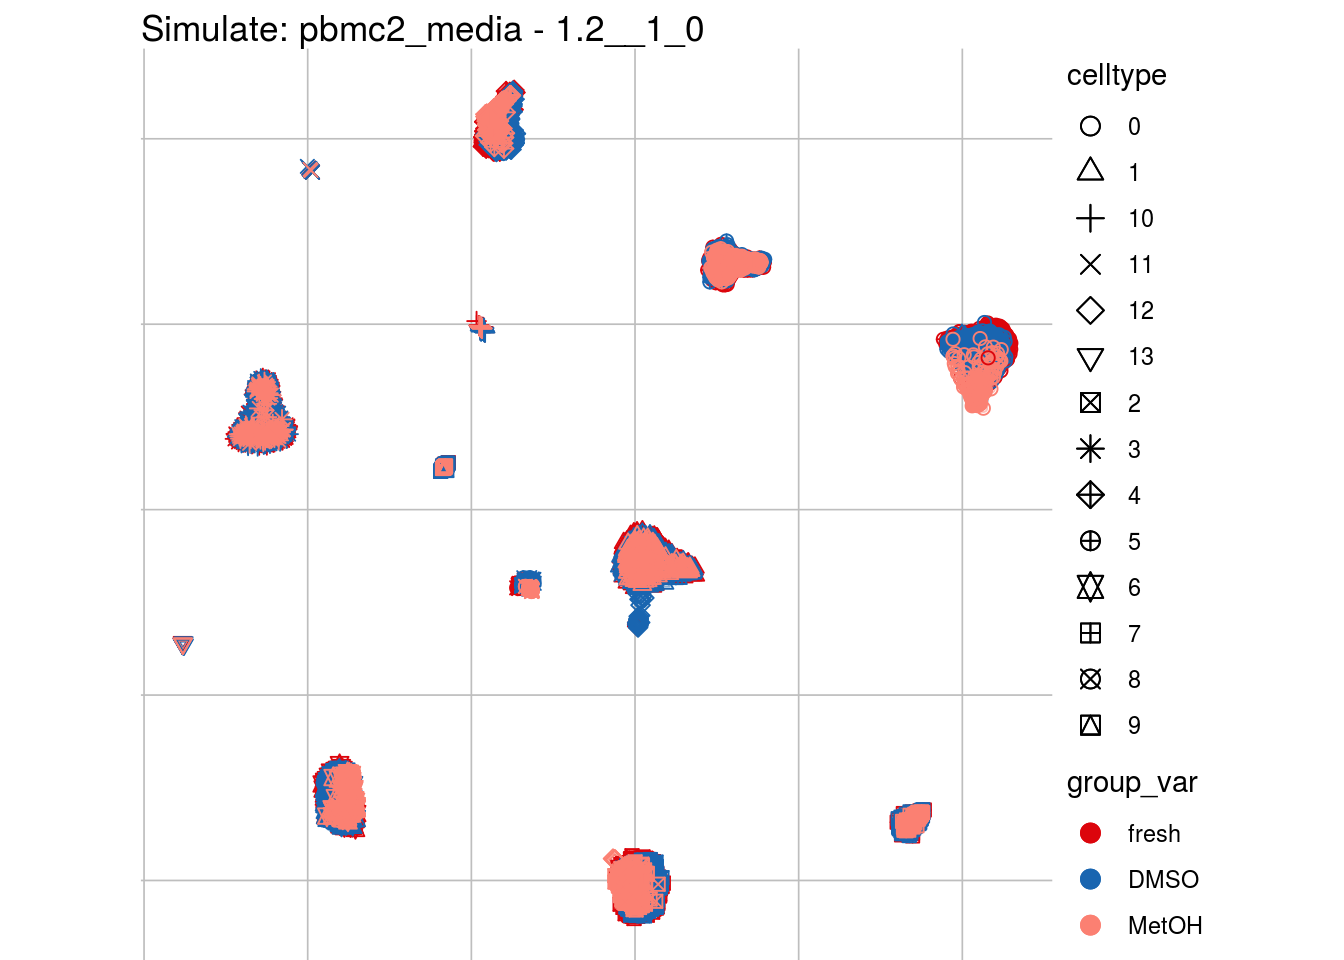 Simulate: pbmc2_media - 1.2__1_0
celltype
0
1
10
11
12
13
2
3
4
5
6
7
8
9
group_var
fresh
DMSO
MetOH